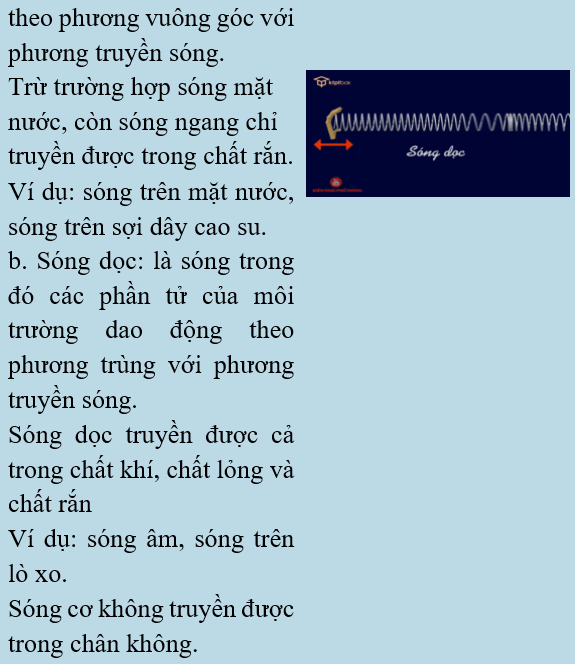 theo phương vuông góc với
phương truyền sóng.
Trừ trường hợp sóng mặt
nước, còn sóng ngang chỉ
truyền được trong chất rắn.
Ví dụ: sóng trên mặt nước,
sóng trên sợi dây cao su.
b. Sóng dọc: là sóng trong
đó các phần tử của môi
trường dao động theo
phương trùng với phương
truyền sóng.
Sóng dọc truyền được cả
trong chất khí, chất lỏng và
chất rắn
Ví dụ: sóng âm, sóng trên
lò xo.
Sóng cơ không truyền được
trong chân không.
Sóng dọc